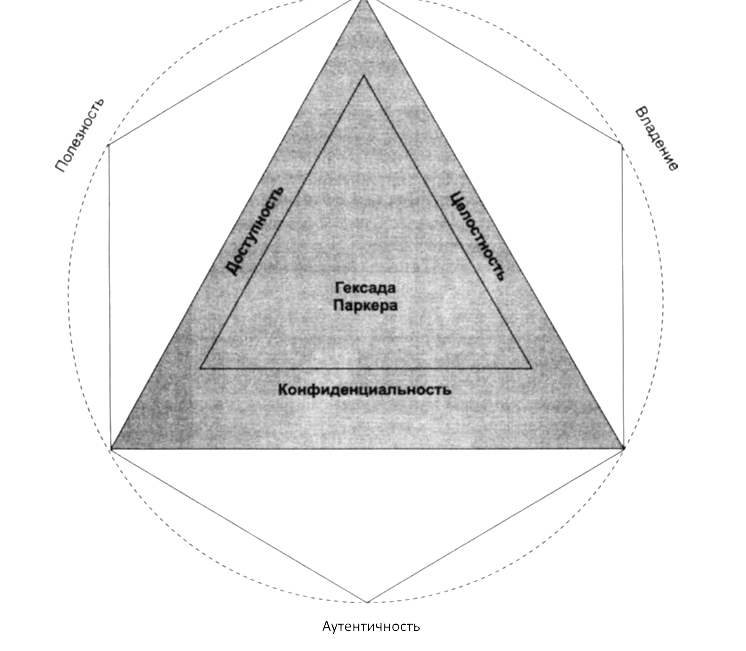 Полезность
Владение
Доступность
Целостность
Гексада
Паркера
Конфиденциальность
Аутентичность